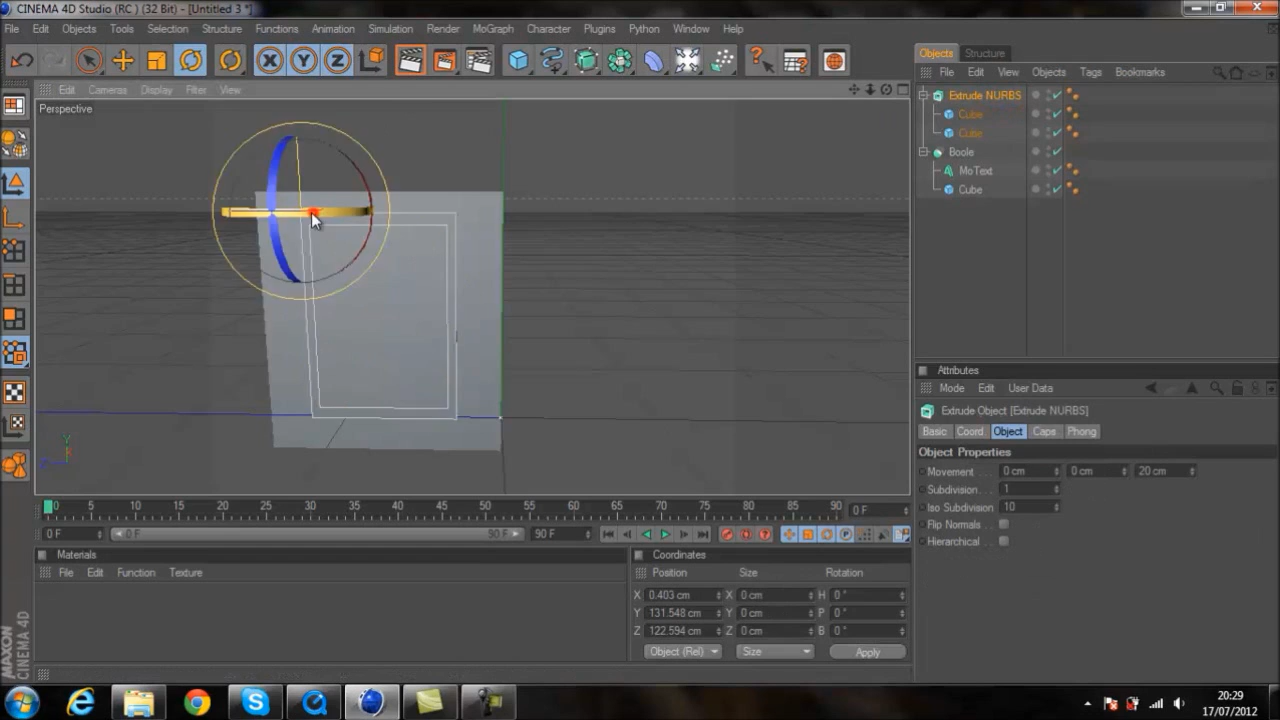 CINEMA 4D Studio (RC) (32 Bit) - [Untitled 3 *]
File Edit Objects Tools Selection Structure Functions Animation Simulation Render MoGraph Character Plugins Python Window Help
X Y Z
Objects Structure
File Edit View Objects Tags Bookmarks
Edit Cameras Display Filter View
Perspective
Extrude NURBS
Cube
Cube
Boole
MoText
Cube
Attributes
Mode Edit User Data
Extrude Object [Extrude NURBS]
Basic Coord Object Caps Phong
Object Properties
Movement 0 cm 0 cm 20 cm
Subdivision 1
Iso Subdivision 10
Flip Normals
Hierarchical
0 5 10 15 20 25 30 35 40 45 50 55 60 65 70 75 80 85 90 0 F
0 F 0 F 90 F 90 F
Materials
File Edit Function Texture
Coordinates
Position Size Rotation
X 0.403 cm X 0 cm H 0 °
Y 131.548 cm Y 0 cm P 0 °
Z 122.594 cm Z 0 cm B 0 °
Object (Rel) Size Apply
MAXON
CINEMA 4D
20:29
17/07/2012